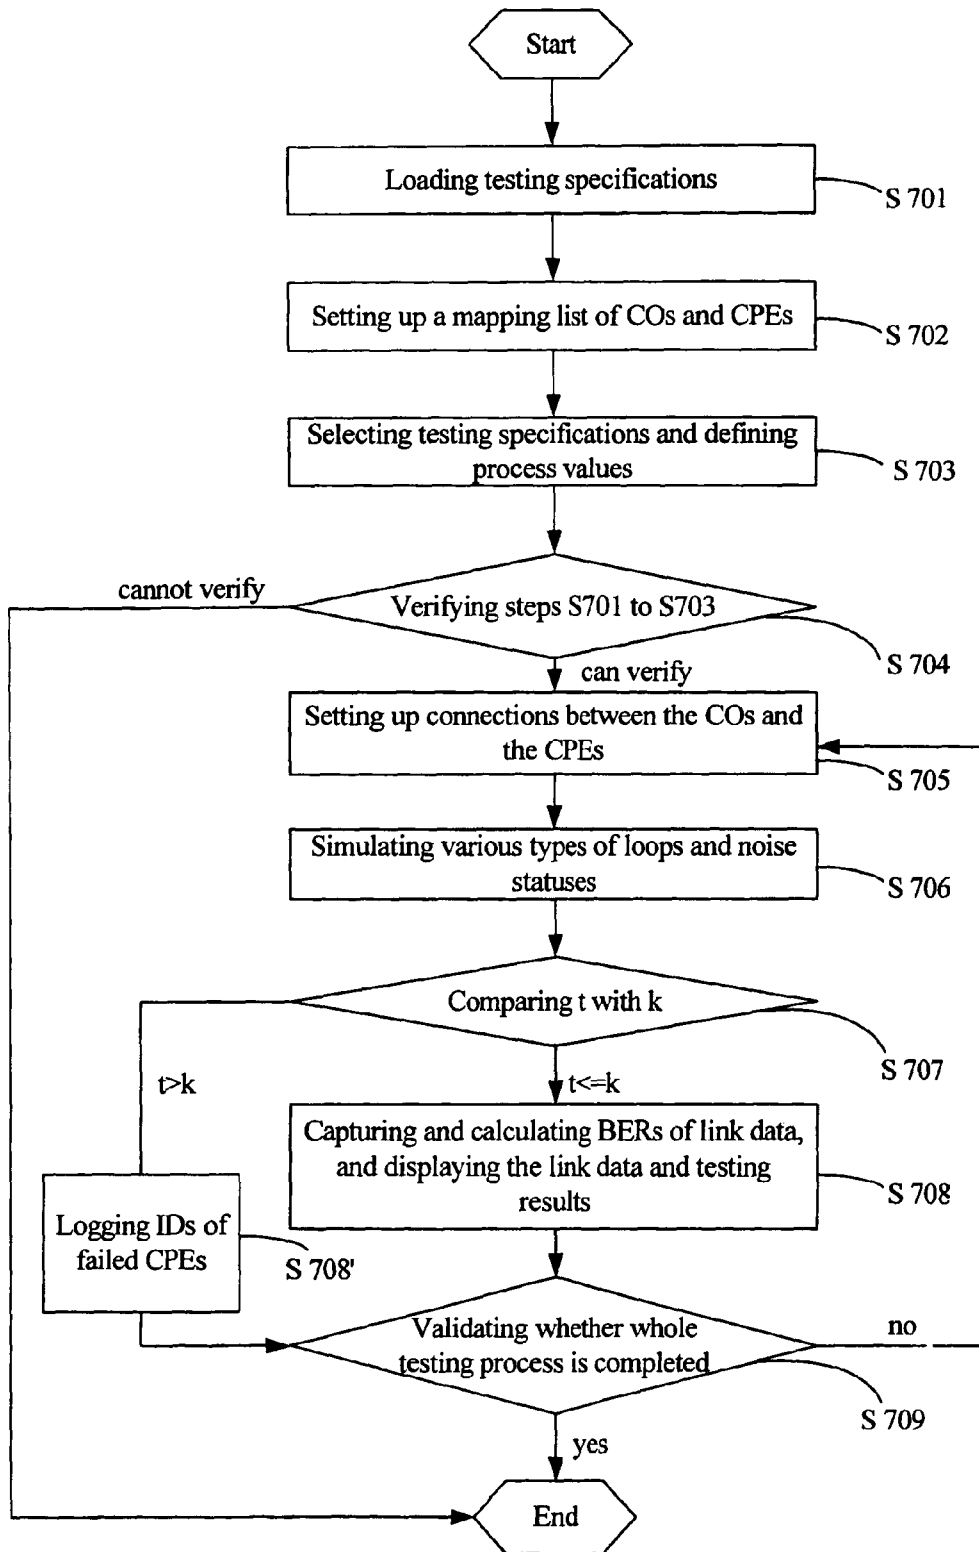 Start
Loading testing specifications
S 701
Setting up a mapping list of COs and CPEs
S 702
Selecting testing specifications and defining
process values
S 703
cannot verify
Verifying steps S701 to S703
S 704
can verify
Setting up connections between the COs and
the CPEs
S 705
Simulating various types of loops and noise
statuses
S 706
Comparing t with k
S 707
t>k
t<=k
Capturing and calculating BERs of link data,
and displaying the link data and testing
results
S 708
Logging IDs of
failed CPEs
S 708'
Validating whether whole
testing process is completed
no
S 709
yes
End